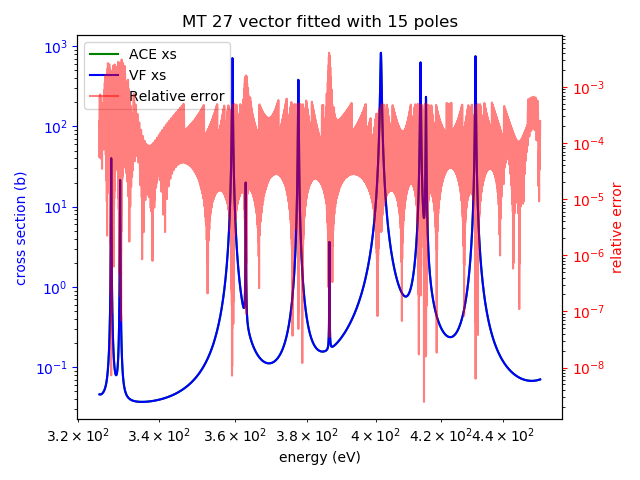 MT 27 vector fitted with 15 poles
ACE xs
VF xs
Relative error
10³
10²
10¹
10⁰
10⁻¹
cross section (b)
10⁻³
10⁻⁴
10⁻⁵
10⁻⁶
10⁻⁷
10⁻⁸
relative error
3.2 × 10² 3.4 × 10² 3.6 × 10² 3.8 × 10² 4 × 10² 4.2 × 10² 4.4 × 10²
energy (eV)